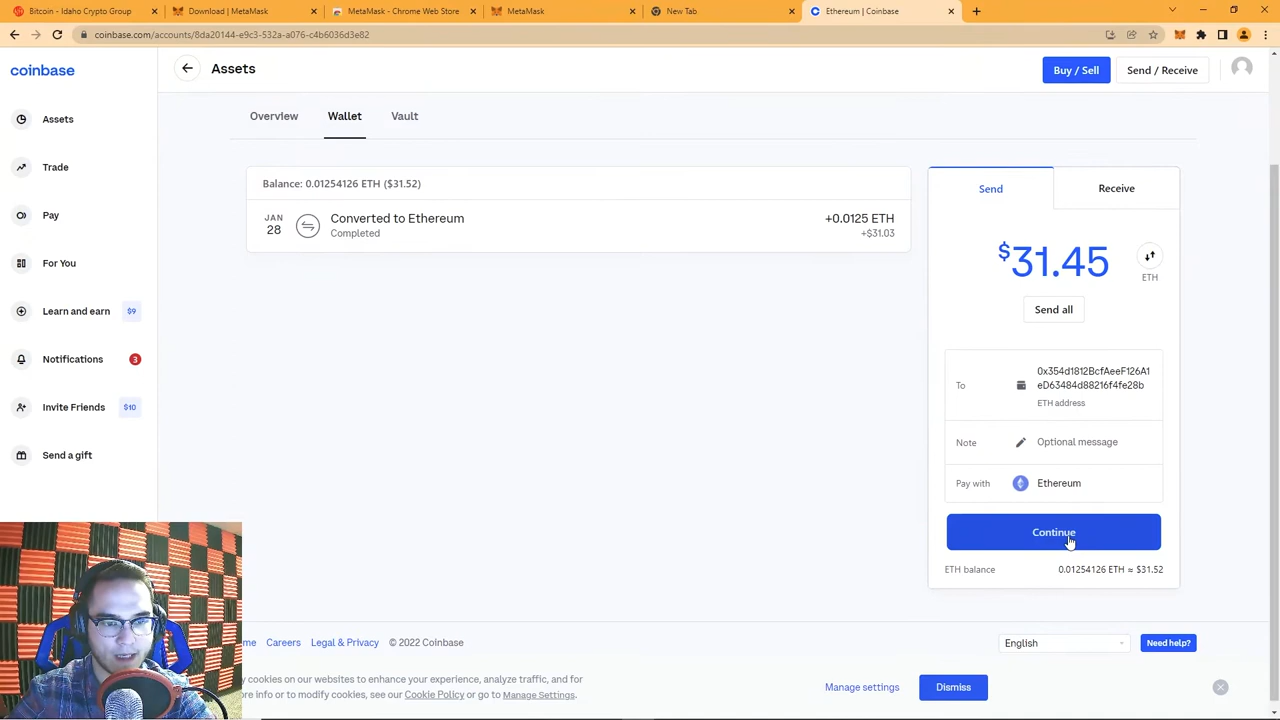 Bitcoin - Idaho Crypto Group
Download | MetaMask
MetaMask - Chrome Web Store
MetaMask
New Tab
Ethereum | Coinbase
coinbase.com/accounts/8da20144-e9c3-532a-a076-c4b6036d3e82
coinbase
Assets
Buy / Sell
Send / Receive
Assets
Trade
Pay
For You
Learn and earn $9
Notifications 3
Invite Friends $10
Send a gift
Overview
Wallet
Vault
Balance: 0.01254126 ETH ($31.52)
JAN
28
Converted to Ethereum
Completed
+0.0125 ETH
+$31.03
Send
Receive
$31.45
ETH
Send all
To
0x354d1812BcfAeeF126A1
eD63484d88216f4fe28b
ETH address
Note
Optional message
Pay with
Ethereum
Continue
ETH balance
0.01254126 ETH ≈ $31.52
me
Careers
Legal & Privacy
© 2022 Coinbase
English
Need help?
y cookies on our websites to enhance your experience, analyze traffic, and for
ore info or to modify cookies, see our Cookie Policy or go to Manage Settings.
Manage settings
Dismiss